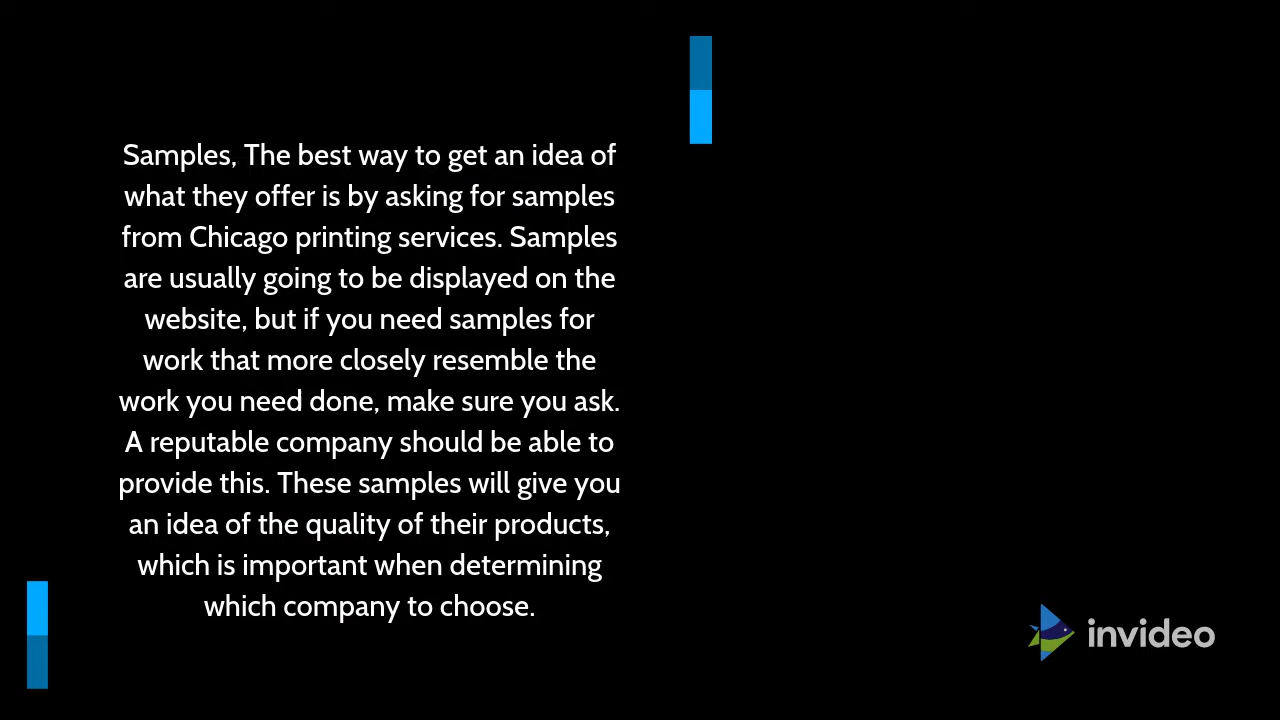 Samples, The best way to get an idea of
what they offer is by asking for samples
from Chicago printing services. Samples
are usually going to be displayed on the
website, but if you need samples for
work that more closely resemble the
work you need done, make sure you ask.
A reputable company should be able to
provide this. These samples will give you
an idea of the quality of their products,
which is important when determining
which company to choose.
invideo